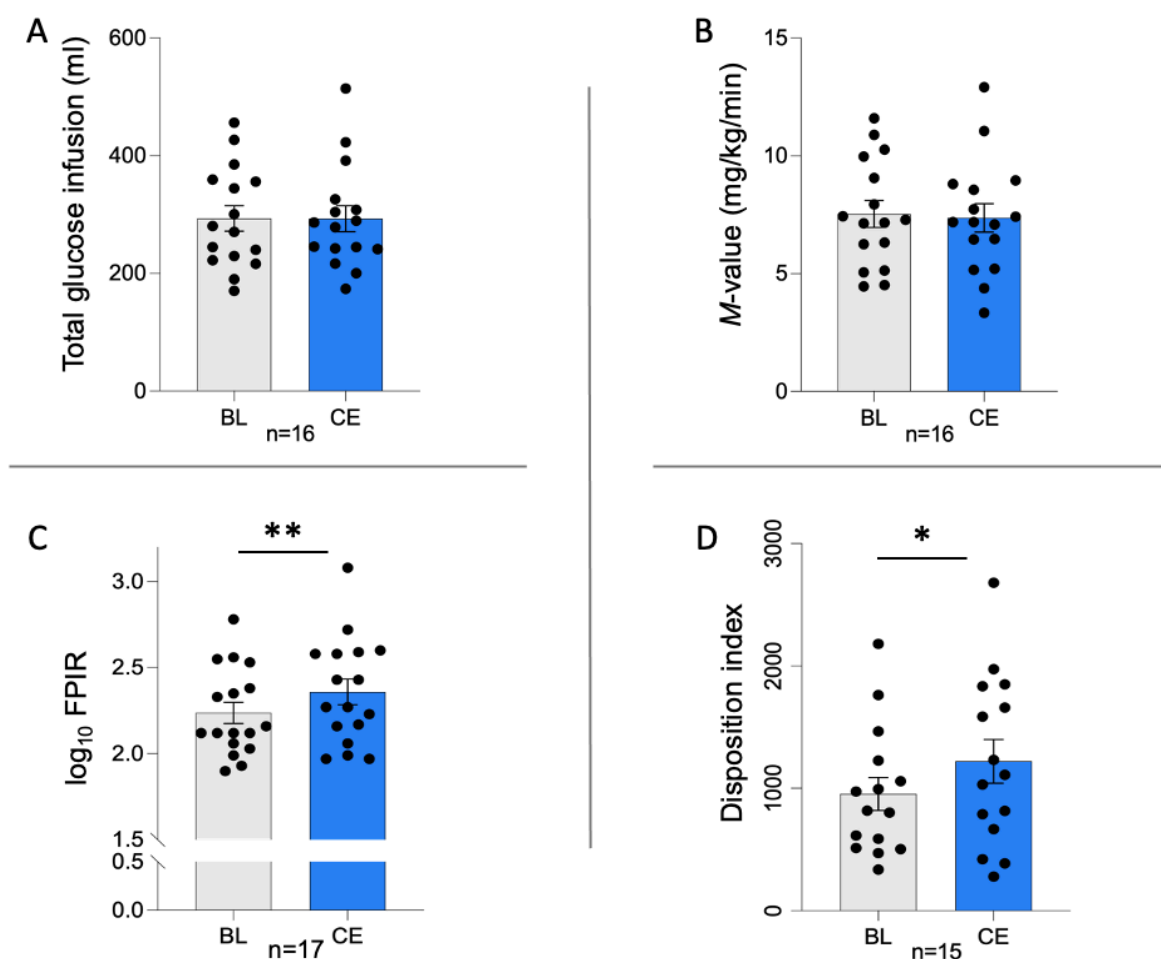 A
Total glucose infusion (ml)
600
400
200
0
BL
CE
n=16
B
M-value (mg/kg/min)
15
10
5
0
BL
CE
n=16
C
log₁₀ FPIR
**
3.0
2.5
2.0
1.5
0.5
0.0
BL
CE
n=17
D
Disposition index
*
3000
2000
1000
0
BL
CE
n=15